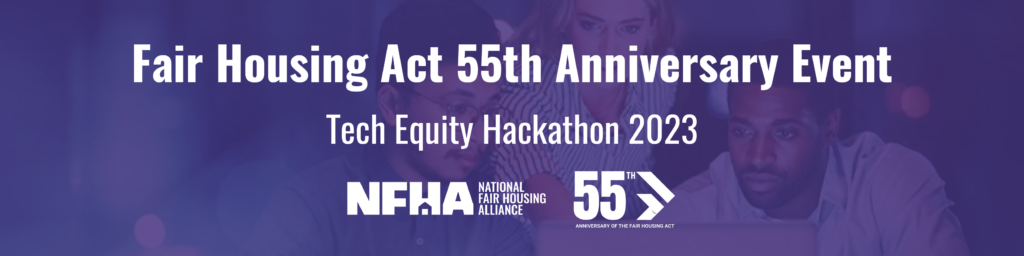 Fair Housing Act 55th Anniversary Event
Tech Equity Hackathon 2023
NFHA
NATIONAL
FAIR HOUSING
ALLIANCE
55TH
ANNIVERSARY OF THE FAIR HOUSING ACT